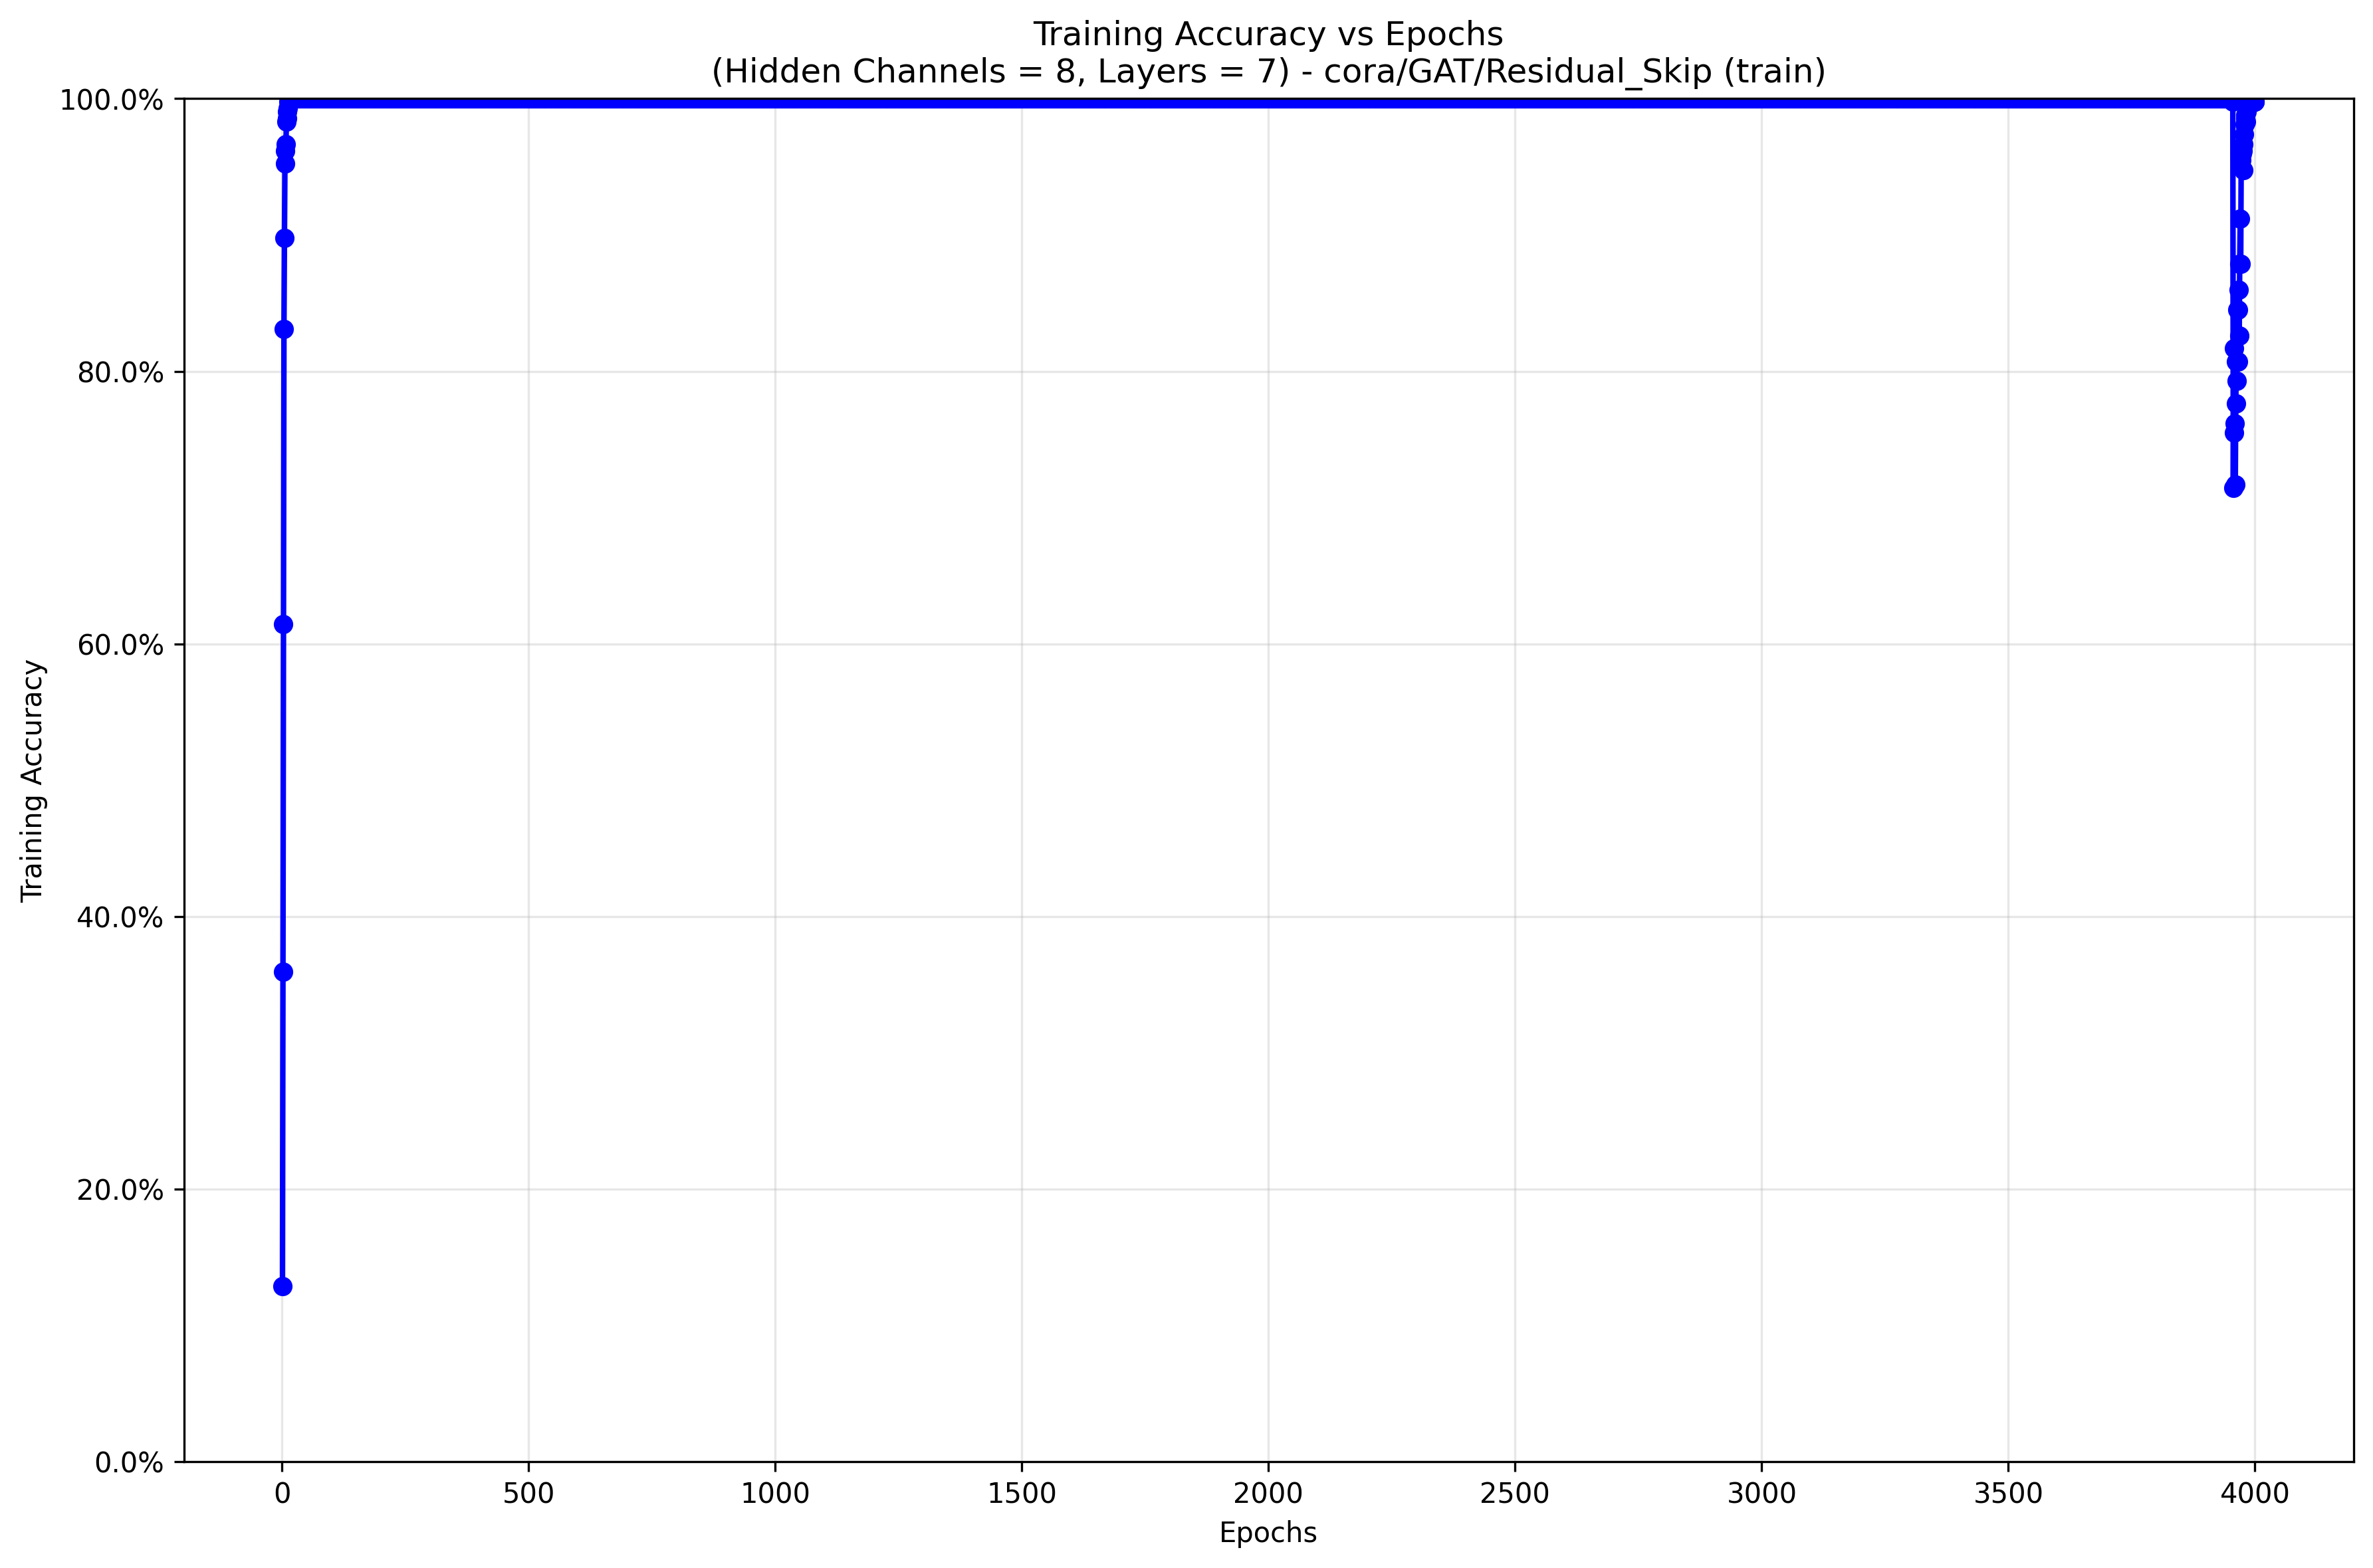 Training Accuracy vs Epochs
(Hidden Channels = 8, Layers = 7) - cora/GAT/Residual_Skip (train)
Training Accuracy
100.0%
80.0%
60.0%
40.0%
20.0%
0.0%
0 500 1000 1500 2000 2500 3000 3500 4000
Epochs